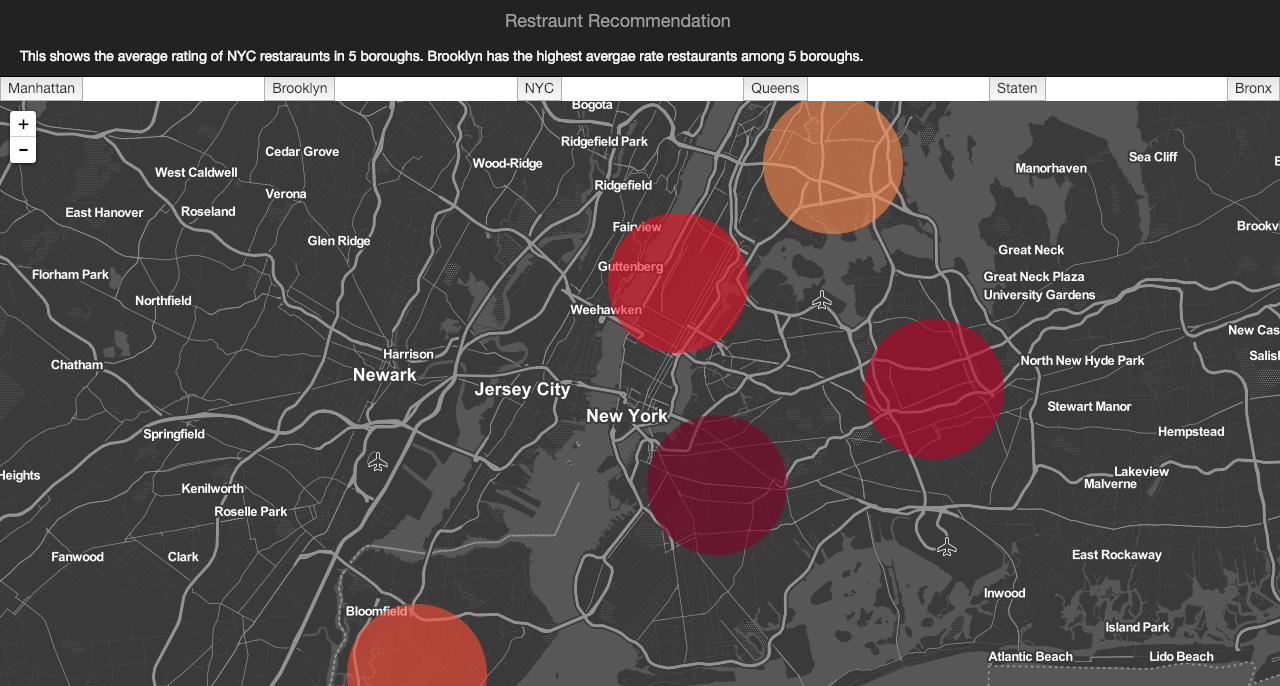 Restraunt Recommendation
This shows the average rating of NYC restaraunts in 5 boroughs. Brooklyn has the highest avergae rate restaurants among 5 boroughs.
Manhattan Brooklyn NYC Queens Staten Bronx
+
−
Bogota
Ridgefield Park
Cedar Grove
Wood-Ridge
Sea Cliff
Manorhaven
West Caldwell
Ridgefield
Verona
East Hanover
Roseland
Fairview
Brookvi
Glen Ridge
Great Neck
Guttenberg
Florham Park
Great Neck Plaza
University Gardens
Northfield
Weehawken
New Cas
Harrison
Salisl
Chatham
North New Hyde Park
Newark
Jersey City
Stewart Manor
New York
Springfield
Hempstead
Heights
Lakeview
Malverne
Kenilworth
Roselle Park
Fanwood
Clark
East Rockaway
Inwood
Bloomfield
Island Park
Atlantic Beach
Lido Beach